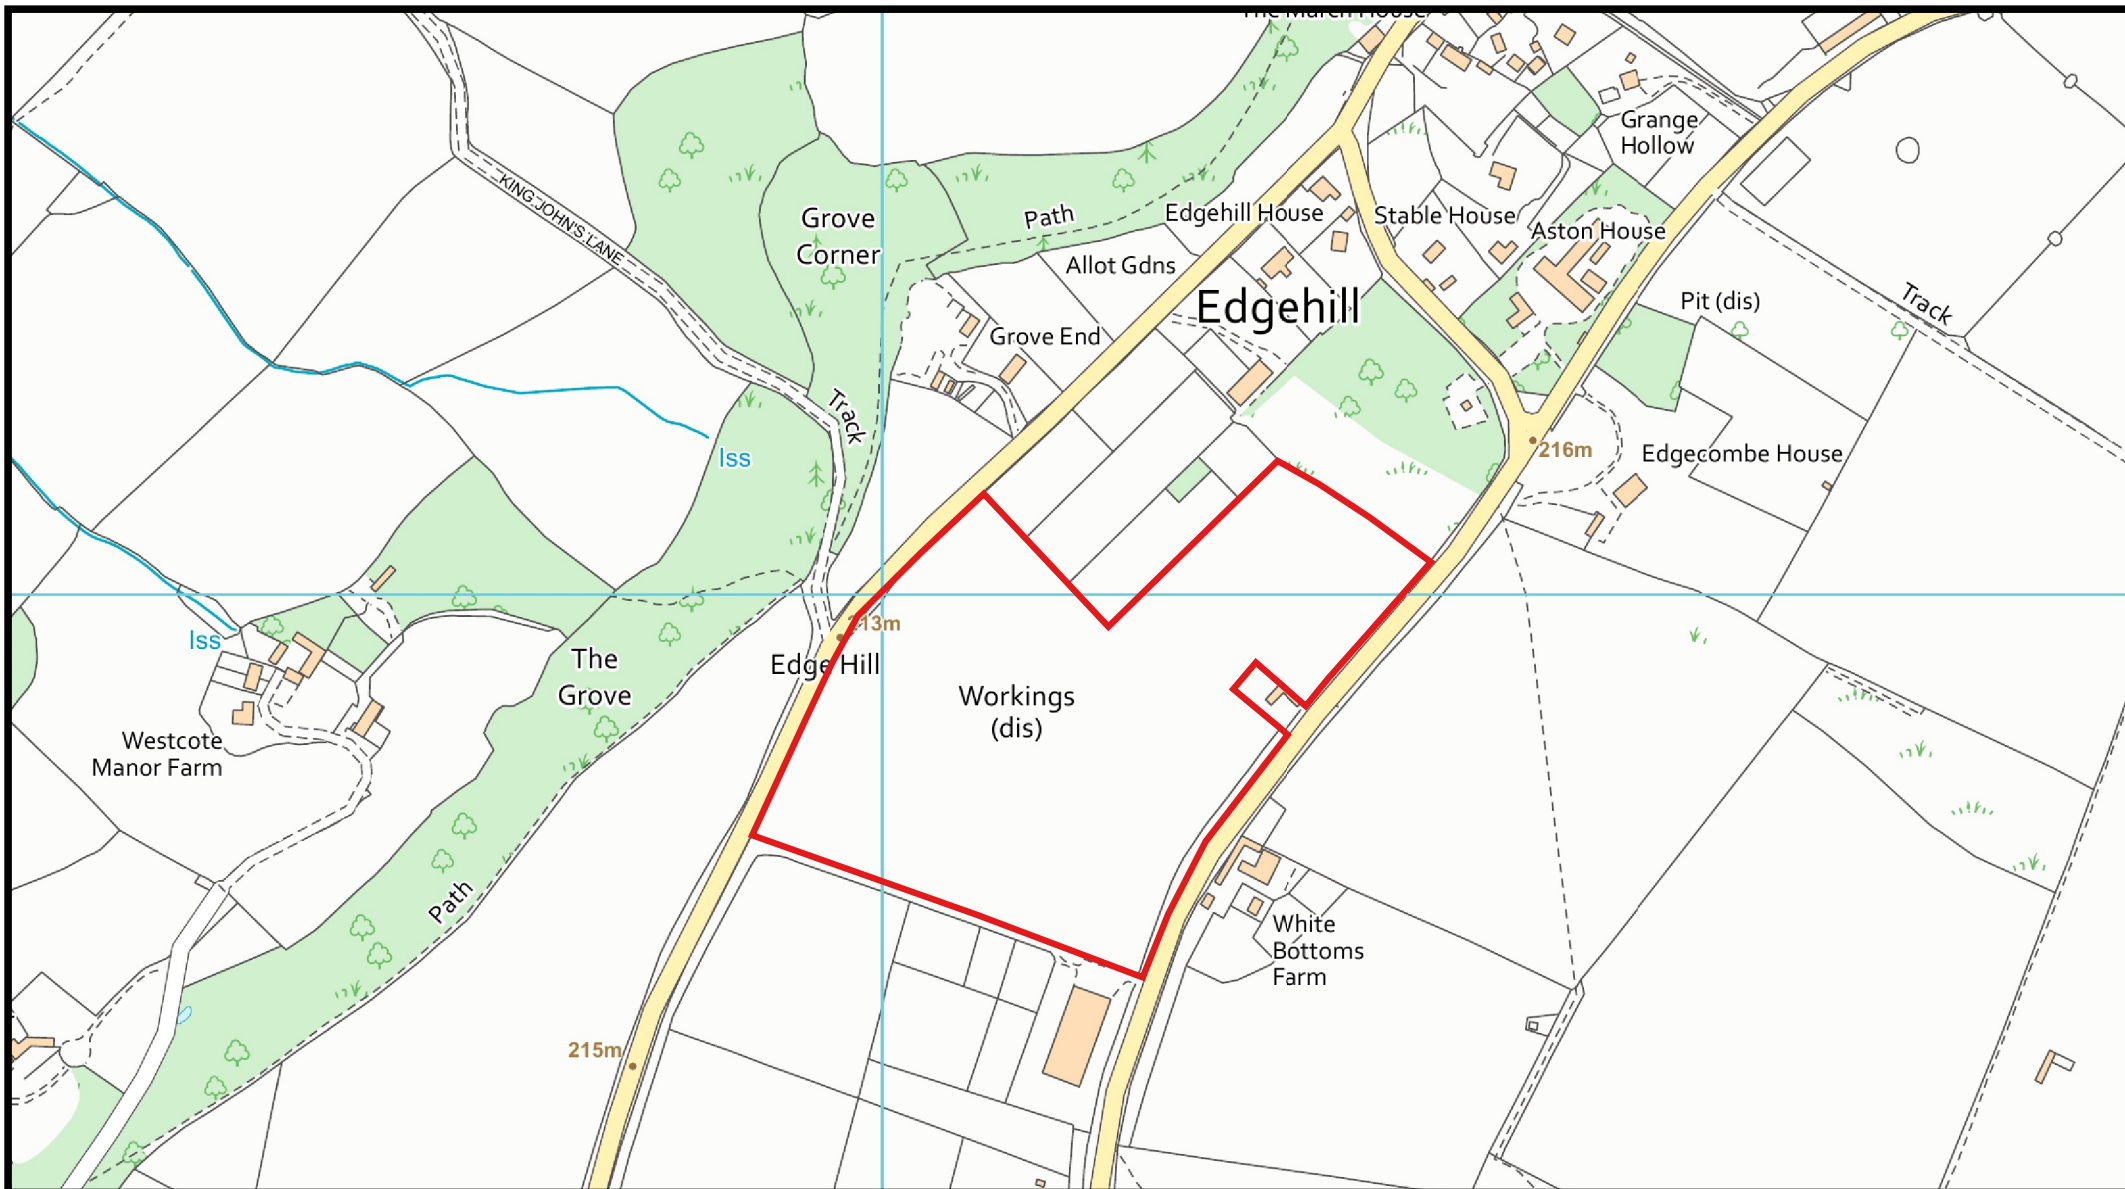 The March House
Grange
Hollow
KING JOHN'S LANE
Grove
Corner
Path
Edgehill House
Stable House
Aston House
Allot Gdns
Edgehill
Pit (dis)
Track
Grove End
Track
216m
Edgecombe House
Iss
213m
Iss
The
Grove
Edge Hill
Workings
(dis)
Westcote
Manor Farm
Path
White
Bottoms
Farm
215m